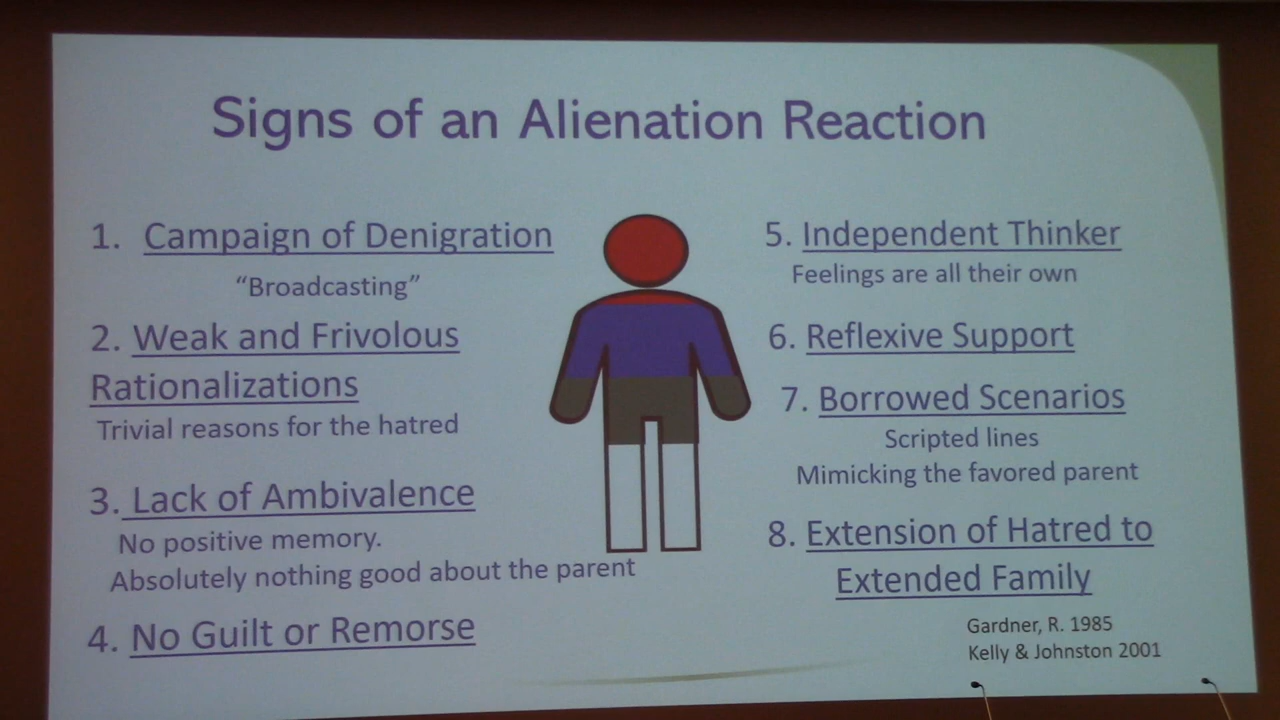 Signs of an Alienation Reaction
1. Campaign of Denigration
“Broadcasting”
2. Weak and Frivolous
Rationalizations
Trivial reasons for the hatred
3. Lack of Ambivalence
No positive memory.
Absolutely nothing good about the parent
4. No Guilt or Remorse
5. Independent Thinker
Feelings are all their own
6. Reflexive Support
7. Borrowed Scenarios
Scripted lines
Mimicking the favored parent
8. Extension of Hatred to
Extended Family
Gardner, R. 1985
Kelly & Johnston 2001